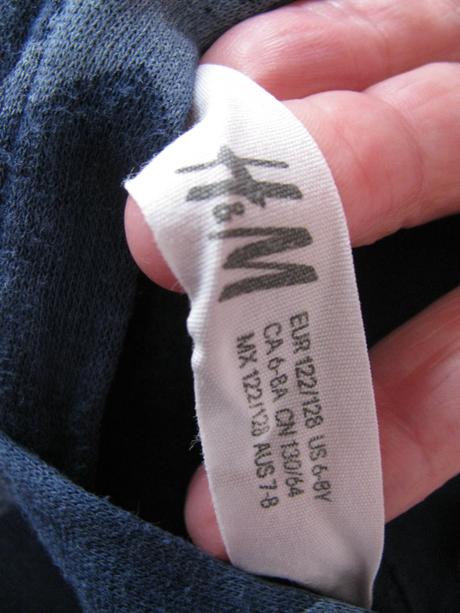 H&M
EUR 122/128 US 6-8Y
CA 6-8A CN 130/64
MX 122/128 AUS 7-8